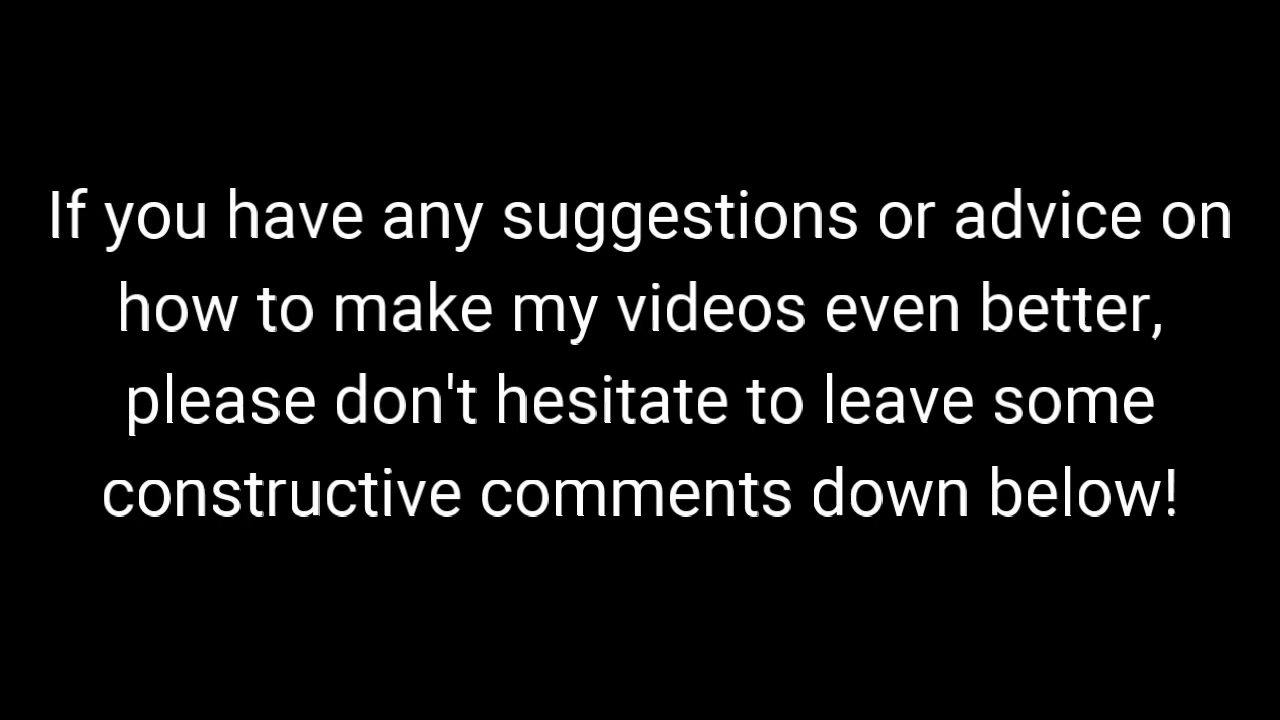 If you have any suggestions or advice on
how to make my videos even better,
please don't hesitate to leave some
constructive comments down below!